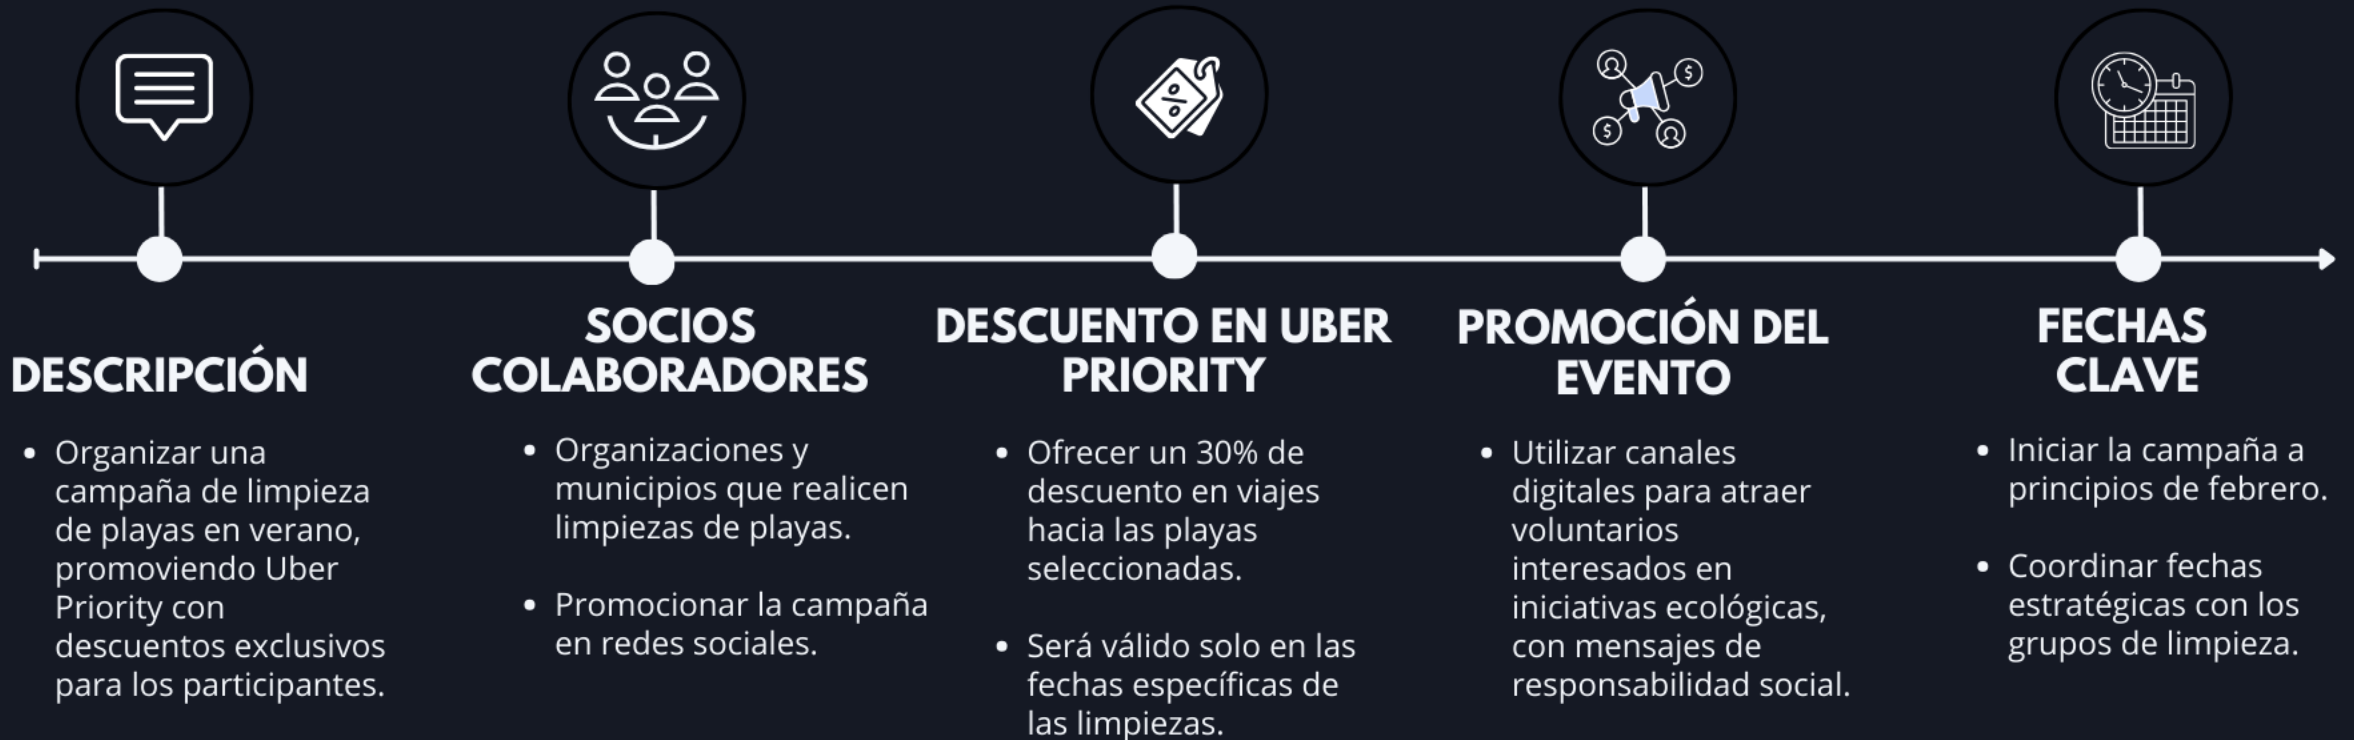 DESCRIPCIÓN
• Organizar una
campaña de limpieza
de playas en verano,
promoviendo Uber
Priority con
descuentos exclusivos
para los participantes.
SOCIOS
COLABORADORES
• Organizaciones y
municipios que realicen
limpiezas de playas.
• Promocionar la campaña
en redes sociales.
DESCUENTO EN UBER
PRIORITY
• Ofrecer un 30% de
descuento en viajes
hacia las playas
seleccionadas.
• Será válido solo en las
fechas específicas de
las limpiezas.
PROMOCIÓN DEL
EVENTO
• Utilizar canales
digitales para atraer
voluntarios
interesados en
iniciativas ecológicas,
con mensajes de
responsabilidad social.
FECHAS
CLAVE
• Iniciar la campaña a
principios de febrero.
• Coordinar fechas
estratégicas con los
grupos de limpieza.